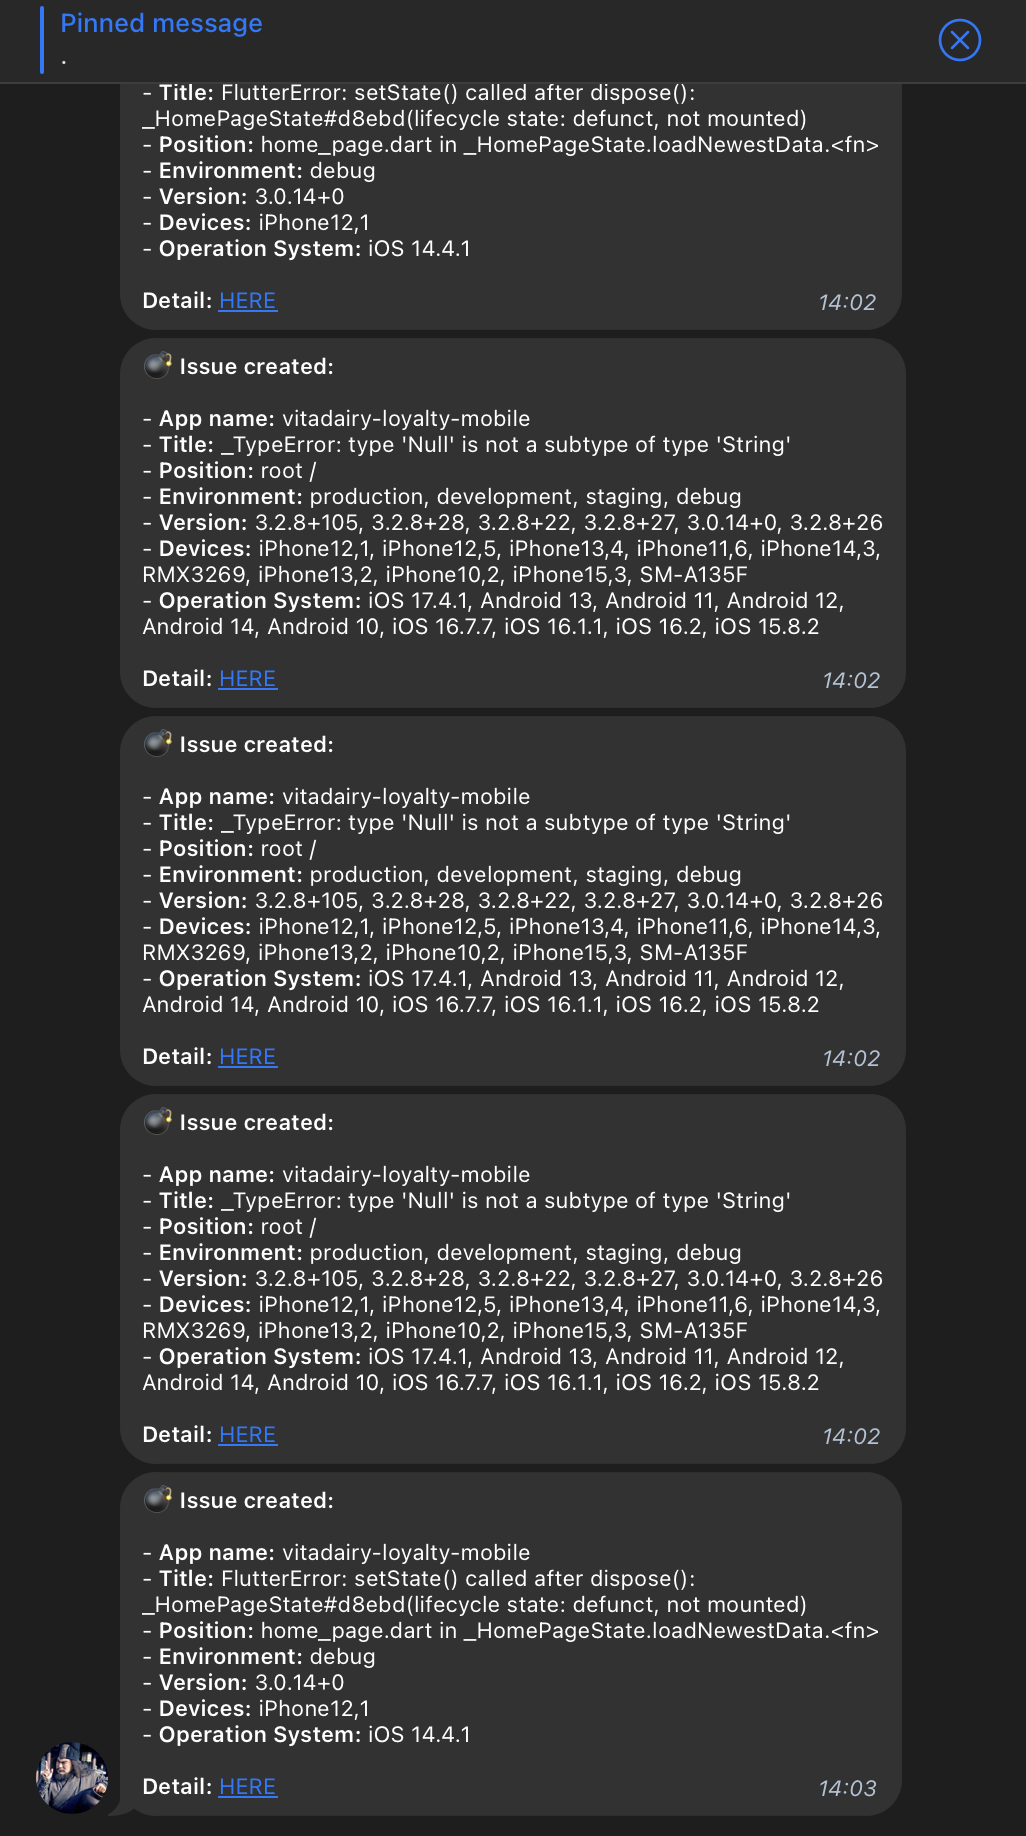 Pinned message
.
- Title: FlutterError: setState() called after dispose():
_HomePageState#d8ebd(lifecycle state: defunct, not mounted)
- Position: home_page.dart in _HomePageState.loadNewestData.<fn>
- Environment: debug
- Version: 3.0.14+0
- Devices: iPhone12,1
- Operation System: iOS 14.4.1
Detail: HERE 14:02
💣 Issue created:
- App name: vitadairy-loyalty-mobile
- Title: _TypeError: type 'Null' is not a subtype of type 'String'
- Position: root /
- Environment: production, development, staging, debug
- Version: 3.2.8+105, 3.2.8+28, 3.2.8+22, 3.2.8+27, 3.0.14+0, 3.2.8+26
- Devices: iPhone12,1, iPhone12,5, iPhone13,4, iPhone11,6, iPhone14,3,
RMX3269, iPhone13,2, iPhone10,2, iPhone15,3, SM-A135F
- Operation System: iOS 17.4.1, Android 13, Android 11, Android 12,
Android 14, Android 10, iOS 16.7.7, iOS 16.1.1, iOS 16.2, iOS 15.8.2
Detail: HERE 14:02
💣 Issue created:
- App name: vitadairy-loyalty-mobile
- Title: _TypeError: type 'Null' is not a subtype of type 'String'
- Position: root /
- Environment: production, development, staging, debug
- Version: 3.2.8+105, 3.2.8+28, 3.2.8+22, 3.2.8+27, 3.0.14+0, 3.2.8+26
- Devices: iPhone12,1, iPhone12,5, iPhone13,4, iPhone11,6, iPhone14,3,
RMX3269, iPhone13,2, iPhone10,2, iPhone15,3, SM-A135F
- Operation System: iOS 17.4.1, Android 13, Android 11, Android 12,
Android 14, Android 10, iOS 16.7.7, iOS 16.1.1, iOS 16.2, iOS 15.8.2
Detail: HERE 14:02
💣 Issue created:
- App name: vitadairy-loyalty-mobile
- Title: _TypeError: type 'Null' is not a subtype of type 'String'
- Position: root /
- Environment: production, development, staging, debug
- Version: 3.2.8+105, 3.2.8+28, 3.2.8+22, 3.2.8+27, 3.0.14+0, 3.2.8+26
- Devices: iPhone12,1, iPhone12,5, iPhone13,4, iPhone11,6, iPhone14,3,
RMX3269, iPhone13,2, iPhone10,2, iPhone15,3, SM-A135F
- Operation System: iOS 17.4.1, Android 13, Android 11, Android 12,
Android 14, Android 10, iOS 16.7.7, iOS 16.1.1, iOS 16.2, iOS 15.8.2
Detail: HERE 14:02
💣 Issue created:
- App name: vitadairy-loyalty-mobile
- Title: FlutterError: setState() called after dispose():
_HomePageState#d8ebd(lifecycle state: defunct, not mounted)
- Position: home_page.dart in _HomePageState.loadNewestData.<fn>
- Environment: debug
- Version: 3.0.14+0
- Devices: iPhone12,1
- Operation System: iOS 14.4.1
Detail: HERE 14:03